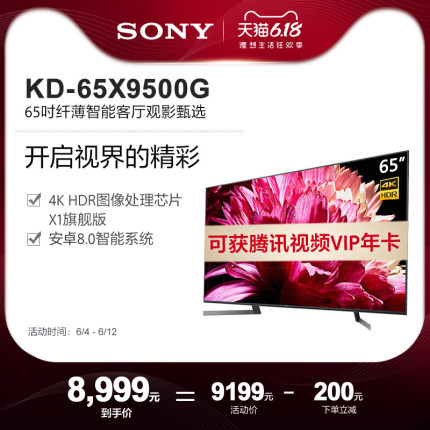 SONY
天猫6.18
理想生活狂欢季
KD-65X9500G
65吋纤薄智能客厅观影甄选
开启视界的精彩
4K HDR图像处理芯片
X1旗舰版
安卓8.0智能系统
65”
4K
HDR
可获腾讯视频VIP年卡
活动时间:6/4 - 6/12
8,999元 = 9199元 - 200元
到手价 活动价 下单立减